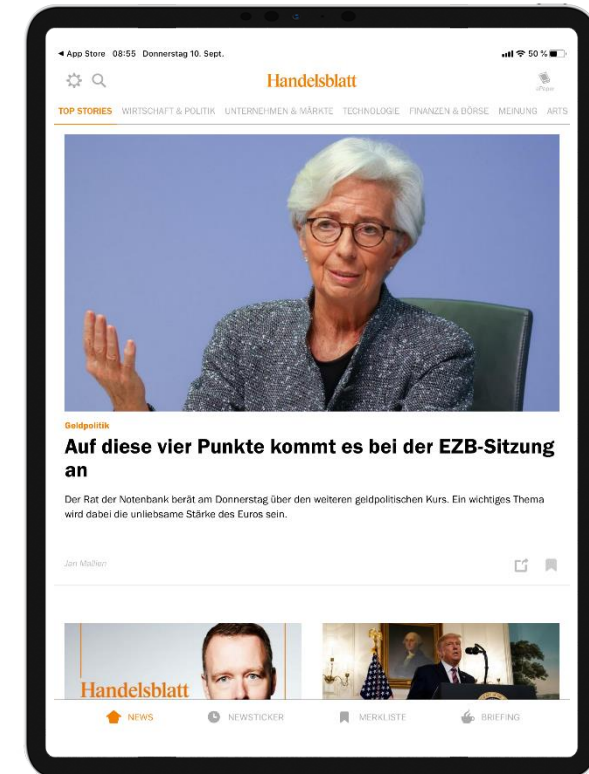 App Store 08:55 Donnerstag 10. Sept. 50 %
Handelsblatt
ePaper
TOP STORIES WIRTSCHAFT & POLITIK UNTERNEHMEN & MÄRKTE TECHNOLOGIE FINANZEN & BÖRSE MEINUNG ARTS
Geldpolitik
Auf diese vier Punkte kommt es bei der EZB-Sitzung
an
Der Rat der Notenbank berät am Donnerstag über den weiteren geldpolitischen Kurs. Ein wichtiges Thema
wird dabei die unliebsame Stärke des Euros sein.
Jan Mallien
Handelsblatt
NEWS NEWSTICKER MERKLISTE BRIEFING